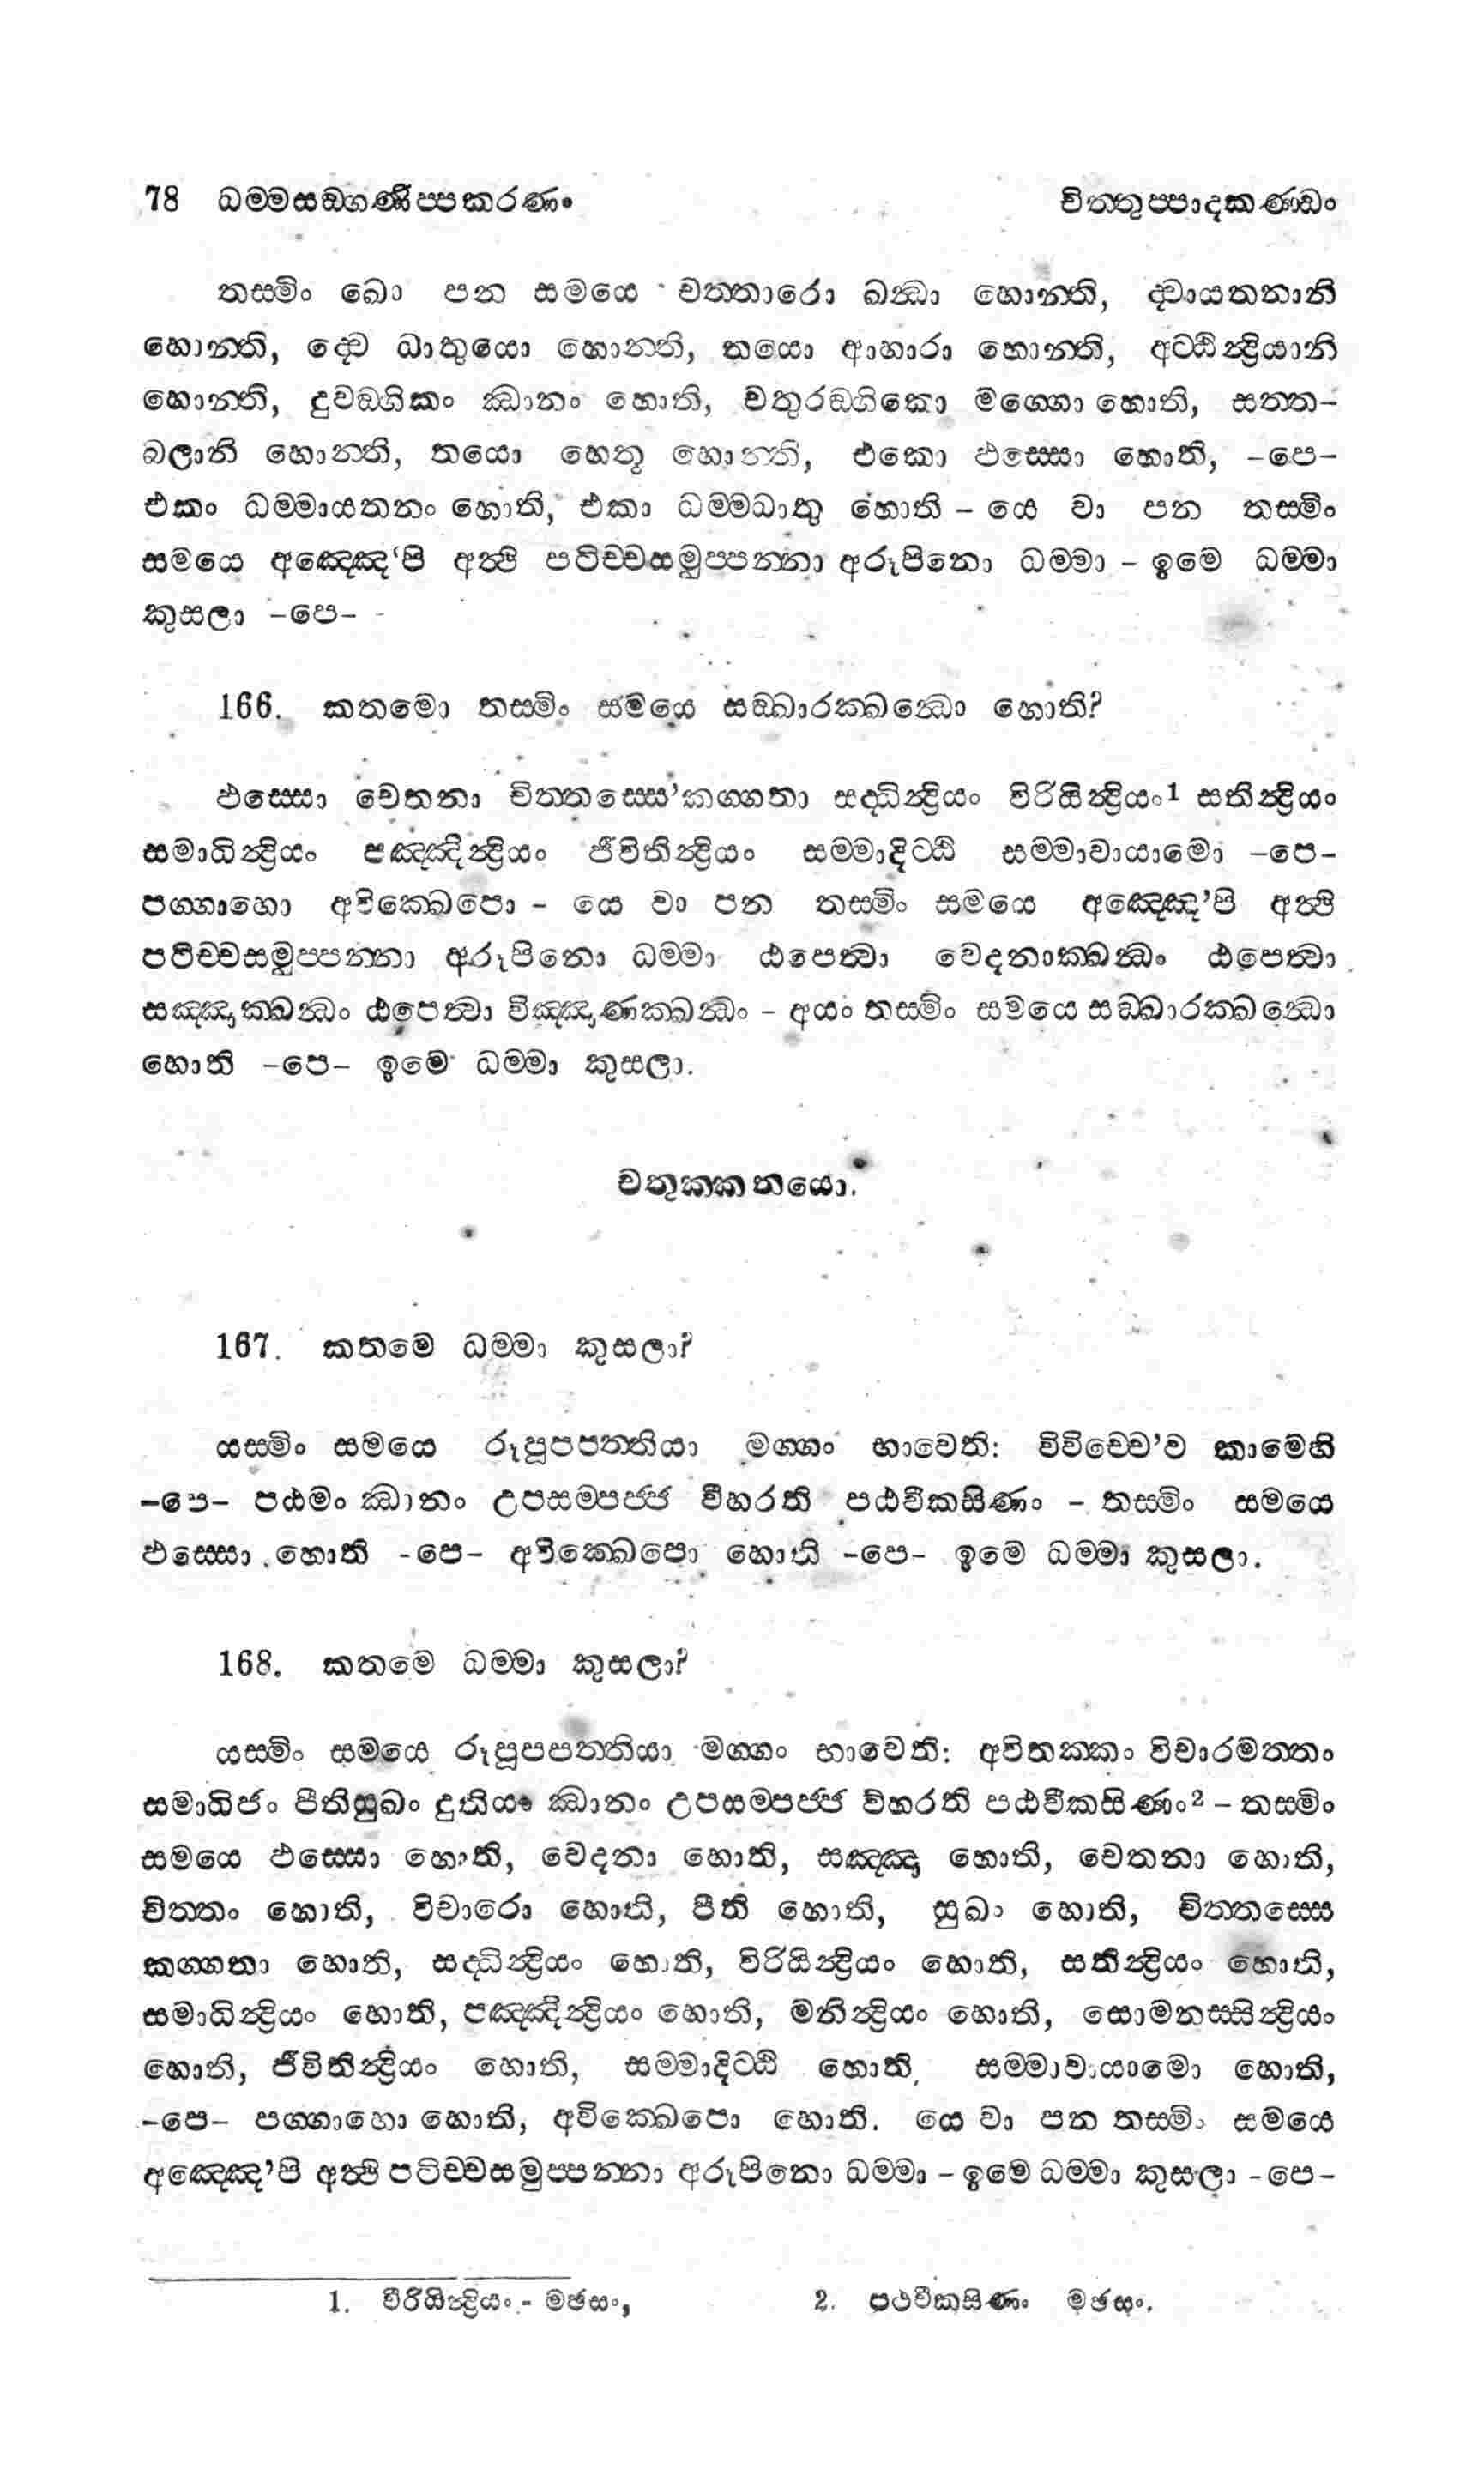 78 ධම්මසඞ්ගණිප්පකරණං චිත්තුප්පාදකණ්ඩං
තස්මිං ඛො පන සමයෙ චත්තාරො ඛන්ධා හොන්ති, ද්වායතනානි
හොන්ති, ද්වෙ ධාතුයො හොන්ති, තයො ආහාරා හොන්ති, අට්ඨින්ද්‍රියානි
හොන්ති, දුවඞ්ගිකං ඣානං හොති, චතුරඞ්ගිකො මග්ගො හොති, සත්ත-
බලානි හොන්ති, තයො හෙතූ හොන්ති, එකො ඵස්සො හොති, -පෙ-
එකං ධම්මායතනං හොති, එකා ධම්මධාතු හොති - යෙ වා පන තස්මිං
සමයෙ අඤ්ඤෙ‘පි අත්ථි පටිච්චසමුප්පන්නා අරූපිනො ධම්මා - ඉමෙ ධම්මා
කුසලා -පෙ-
166. කතමො තස්මිං සමයෙ සඞ්ඛාරක්ඛන්ධො හොති?
ඵස්සො චෙතනා චිත්තස්සෙ’කග්ගතා සද්ධින්ද්‍රියං විරියින්ද්‍රියං1 සතින්ද්‍රියං
සමාධින්ද්‍රියං පඤ්ඤින්ද්‍රියං ජීවිතින්ද්‍රියං සම්මාදිට්ඨි සම්මාවායාමො -පෙ-
පග්ගාහො අවික්ඛෙපො - යෙ වා පන තස්මිං සමයෙ අඤ්ඤෙ’පි අත්ථි
පටිච්චසමුප්පන්නා අරූපිනො ධම්මා ඨපෙත්වා වෙදනාක්ඛන්ධං ඨපෙත්වා
සඤ්ඤාක්ඛන්ධං ඨපෙත්වා විඤ්ඤාණක්ඛන්ධං - අයං තස්මිං සමයෙ සඞ්ඛාරක්ඛන්ධො
හොති -පෙ- ඉමෙ ධම්මා කුසලා.
චතුක්කනයො.
167. කතමෙ ධම්මා කුසලා?
යස්මිං සමයෙ රූපූපපත්තියා මග්ගං භාවෙති: විවිච්චෙ’ව කාමෙහි
-පෙ- පඨමං ඣානං උපසම්පජ්ජ විහරති පඨවීකසිණං - තස්මිං සමයෙ
ඵස්සො හොති -පෙ- අවික්ඛෙපො හොති -පෙ- ඉමෙ ධම්මා කුසලා.
168. කතමෙ ධම්මා කුසලා?
යස්මිං සමයෙ රූපූපපත්තියා මග්ගං භාවෙති: අවිතක්කං විචාරමත්තං
සමාධිජං පීතිසුඛං දුතියං ඣානං උපසම්පජ්ජ විහරති පඨවීකසිණං2 - තස්මිං
සමයෙ ඵස්සො හොති, වෙදනා හොති, සඤ්ඤා හොති, චෙතනා හොති,
චිත්තං හොති, විචාරො හොති, පීති හොති, සුඛං හොති, චිත්තස්සෙ
කග්ගතා හොති, සද්ධින්ද්‍රියං හොති, විරියින්ද්‍රියං හොති, සතින්ද්‍රියං හොති,
සමාධින්ද්‍රියං හොති, පඤ්ඤින්ද්‍රියං හොති, මනින්ද්‍රියං හොති, සොමනස්සින්ද්‍රියං
හොති, ජීවිතින්ද්‍රියං හොති, සම්මාදිට්ඨි හොති, සම්මාවායාමො හොති,
-පෙ- පග්ගාහො හොති, අවික්ඛෙපො හොති. යෙ වා පන තස්මිං සමයෙ
අඤ්ඤෙ’පි අත්ථි පටිච්චසමුප්පන්නා අරූපිනො ධම්මා - ඉමෙ ධම්මා කුසලා -පෙ-
1. වීරියින්ද්‍රියං - මඡසං, 2. පථවීකසිණං මඡසං.